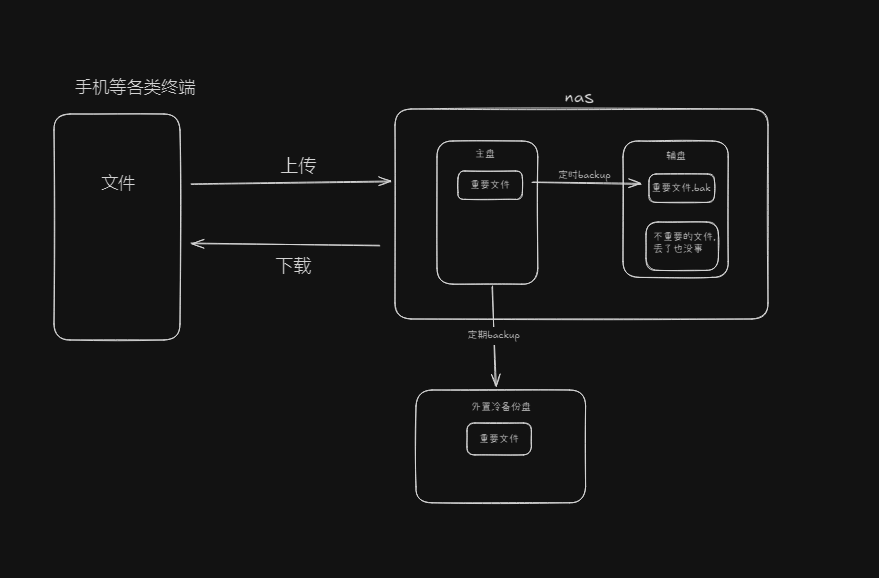 手机等各类终端
文件
上传
下载
nas
主盘
重要文件
定时backup
辅盘
重要文件.bak
不重要的文件,
丢了也没事
定期backup
外置冷备份盘
重要文件